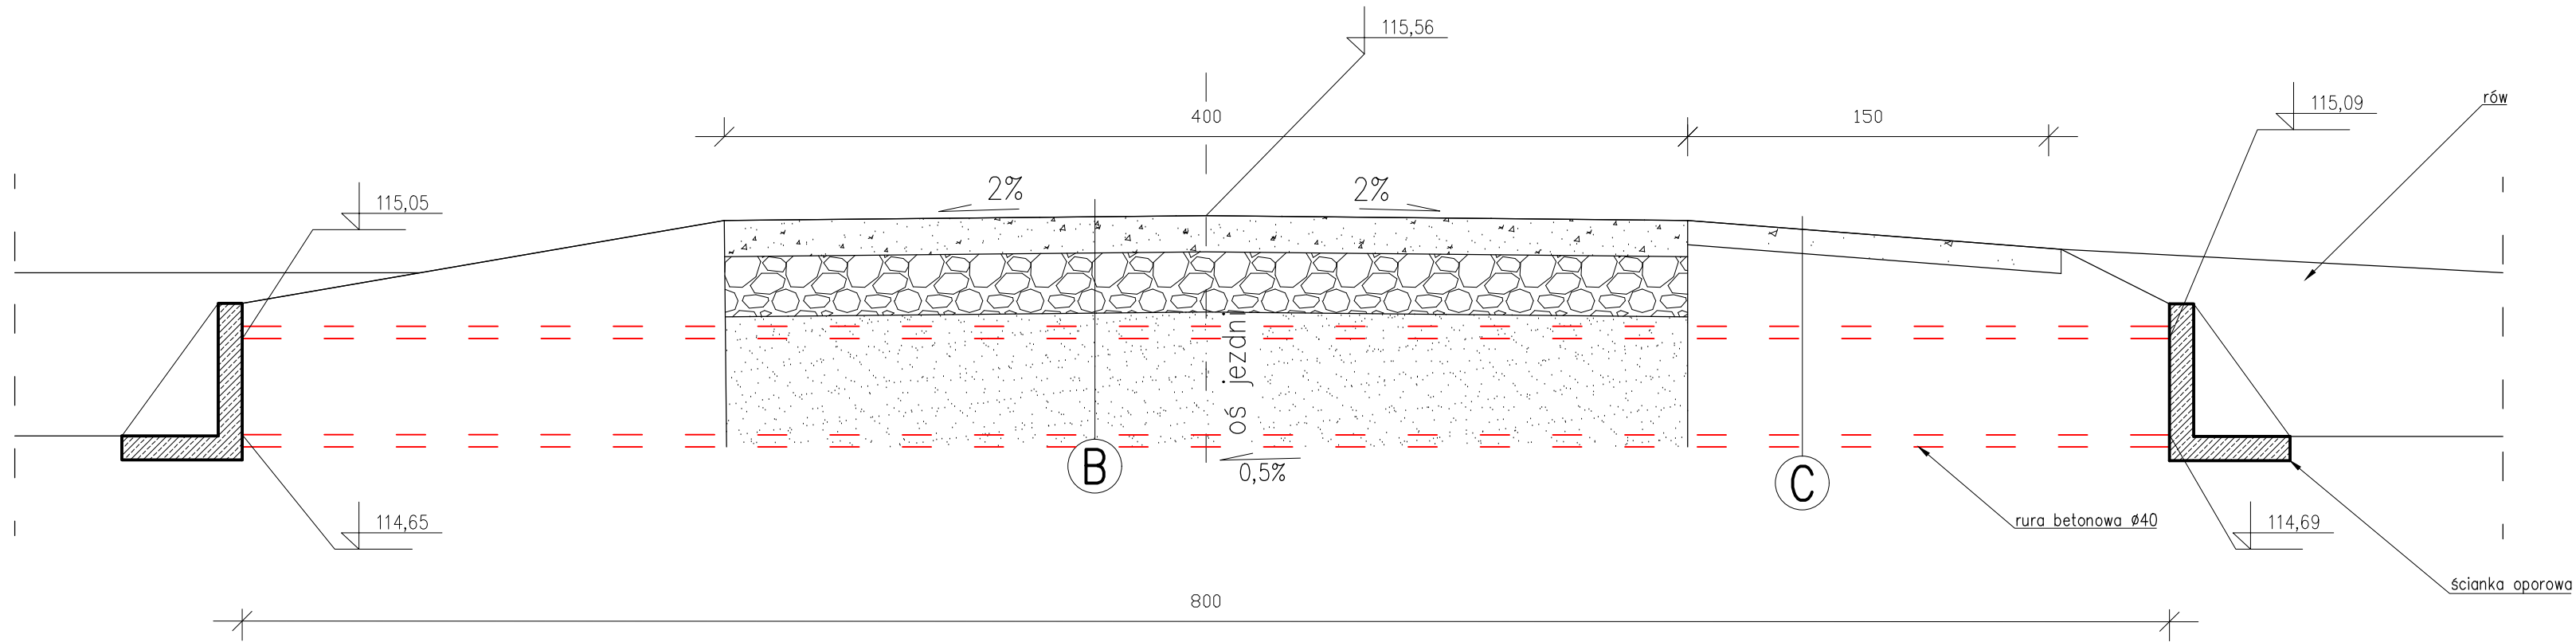 115,56
rów
115,09
400
150
2%
2%
115,05
oś jezdni
B
0,5%
C
rura betonowa ø40
114,65
114,69
ścianka oporowa
800